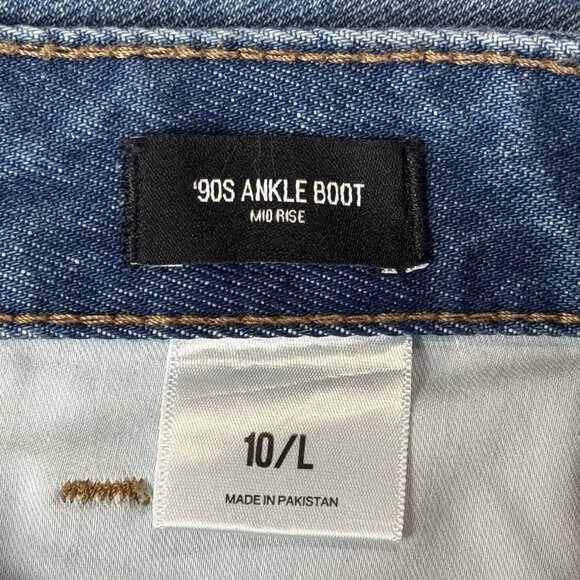 '90S ANKLE BOOT
MID RISE
10/L
MADE IN PAKISTAN